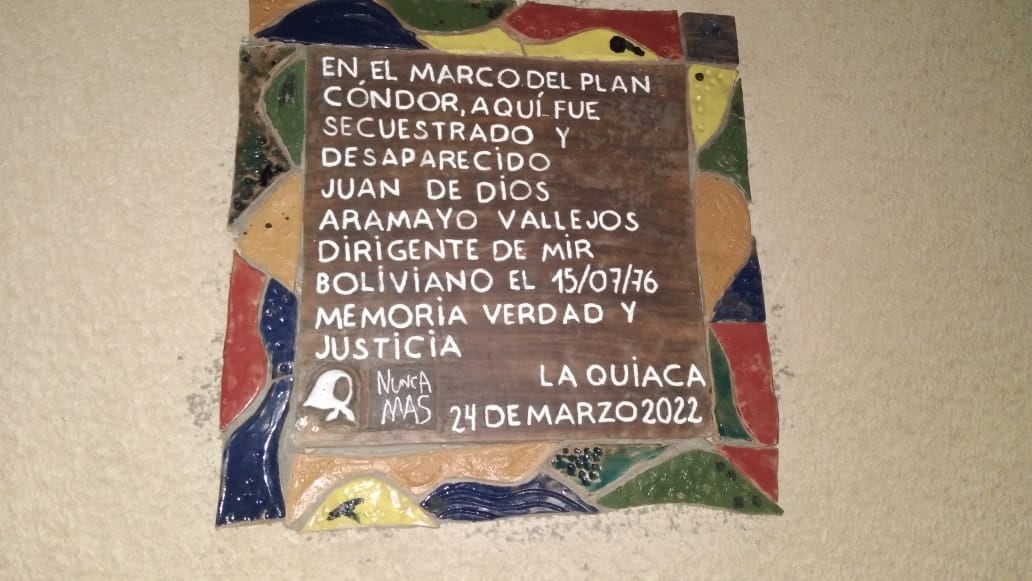 EN EL MARCO DEL PLAN
CÓNDOR, AQUÍ FUE
SECUESTRADO Y
DESAPARECIDO
JUAN DE DIOS
ARAMAYO VALLEJOS
DIRIGENTE DE MIR
BOLIVIANO EL 15/07/76
MEMORIA VERDAD Y
JUSTICIA
NUNCA
MAS
LA QUIACA
24 DE MARZO 2022